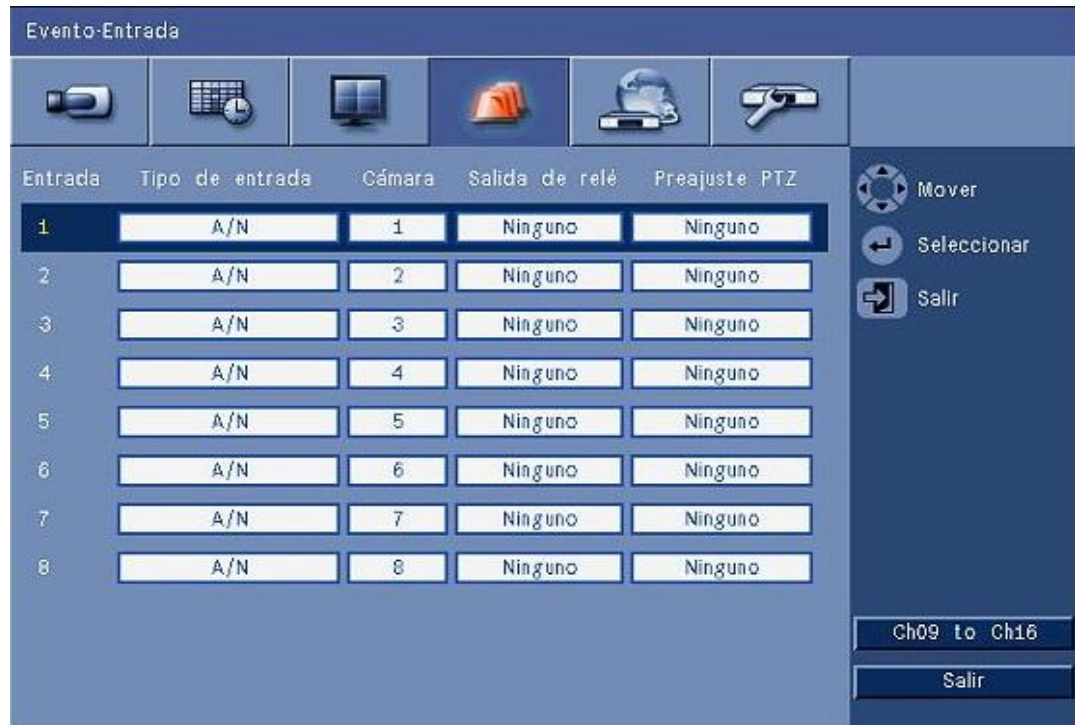 Evento-Entrada
Entrada Tipo de entrada Cámara Salida de relé Preajuste PTZ
1 A/N 1 Ninguno Ninguno
2 A/N 2 Ninguno Ninguno
3 A/N 3 Ninguno Ninguno
4 A/N 4 Ninguno Ninguno
5 A/N 5 Ninguno Ninguno
6 A/N 6 Ninguno Ninguno
7 A/N 7 Ninguno Ninguno
8 A/N 8 Ninguno Ninguno
Mover
Seleccionar
Salir
Ch09 to Ch16
Salir